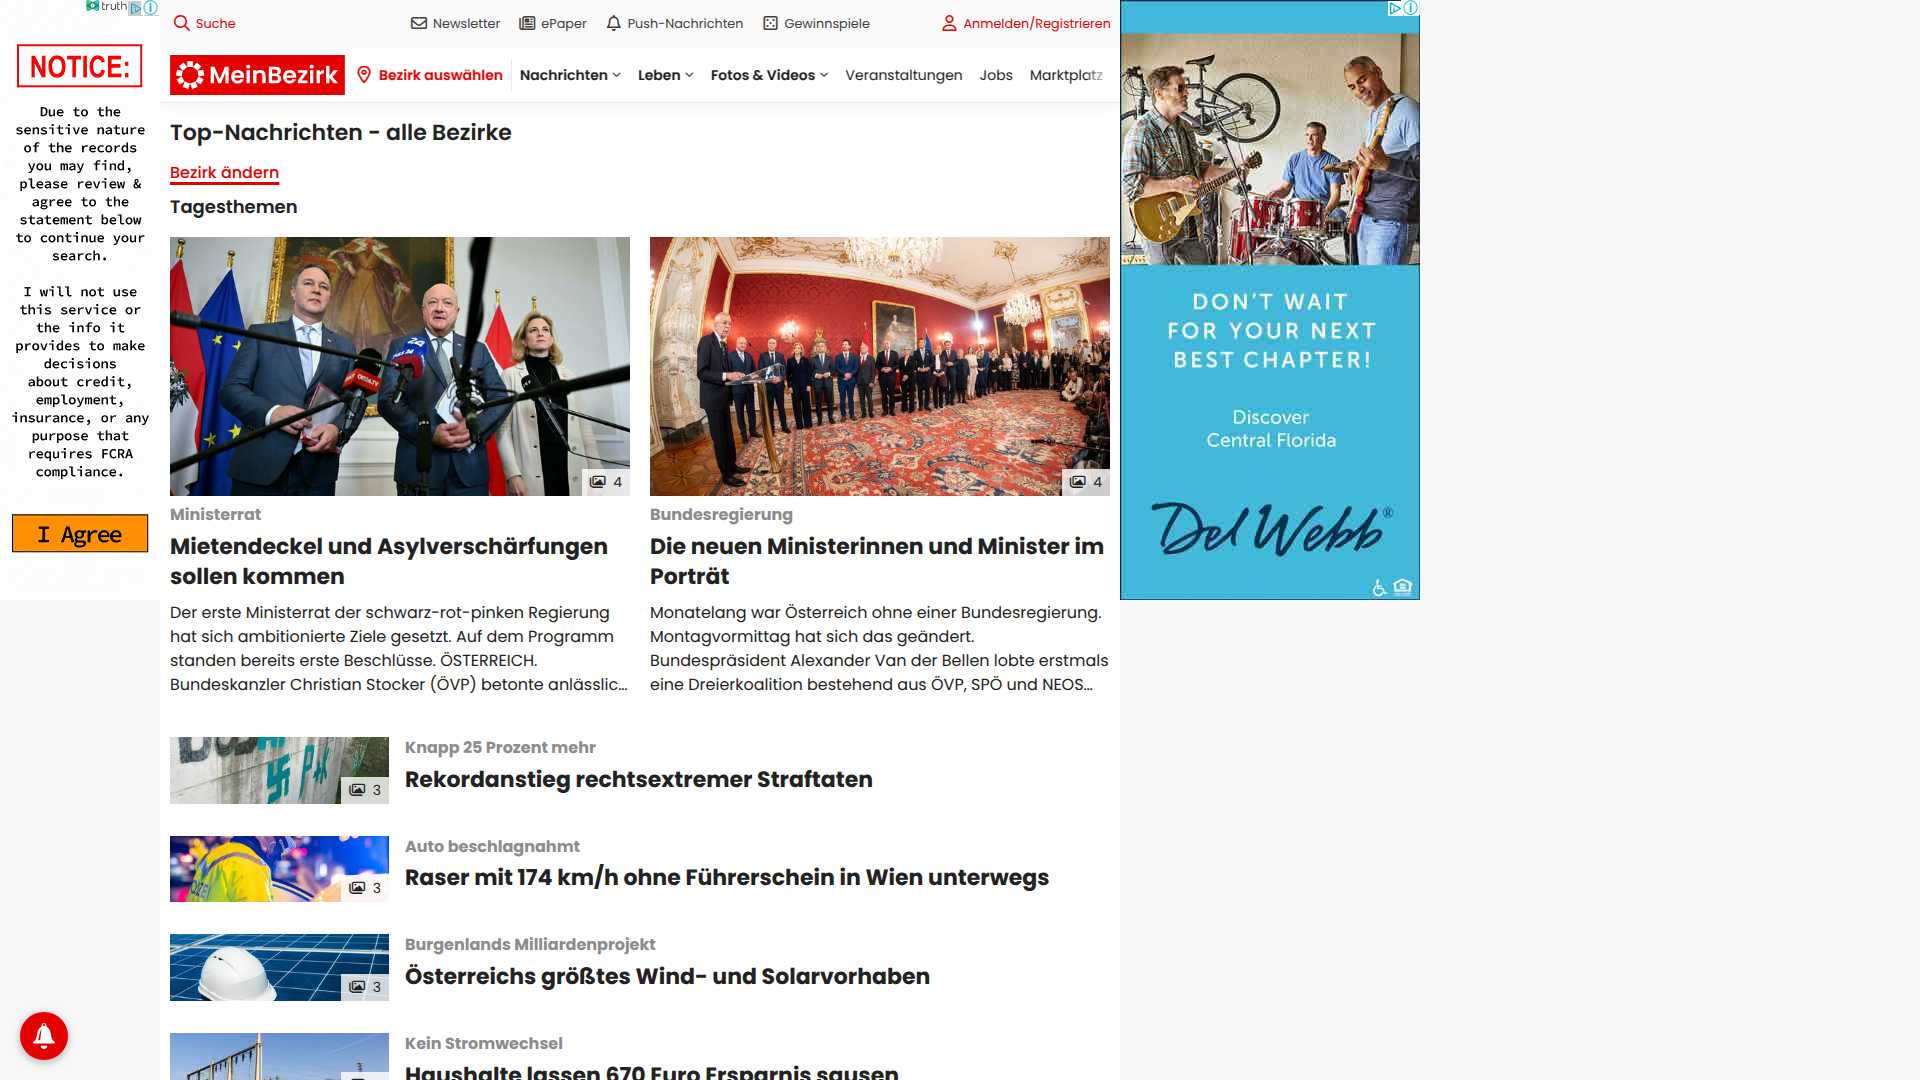 truth
NOTICE:
Due to the
sensitive nature
of the records
you may find,
please review &
agree to the
statement below
to continue your
search.
I will not use
this service or
the info it
provides to make
decisions
about credit,
employment,
insurance, or any
purpose that
requires FCRA
compliance.
I Agree
Suche
Newsletter
ePaper
Push-Nachrichten
Gewinnspiele
Anmelden/Registrieren
MeinBezirk
Bezirk auswählen
Nachrichten
Leben
Fotos & Videos
Veranstaltungen
Jobs
Marktplatz
Top-Nachrichten - alle Bezirke
Bezirk ändern
Tagesthemen
4
Ministerrat
Mietendeckel und Asylverschärfungen
sollen kommen
Der erste Ministerrat der schwarz-rot-pinken Regierung
hat sich ambitionierte Ziele gesetzt. Auf dem Programm
standen bereits erste Beschlüsse. ÖSTERREICH.
Bundeskanzler Christian Stocker (ÖVP) betonte anlässlic…
4
Bundesregierung
Die neuen Ministerinnen und Minister im
Porträt
Monatelang war Österreich ohne einer Bundesregierung.
Montagvormittag hat sich das geändert.
Bundespräsident Alexander Van der Bellen lobte erstmals
eine Dreierkoalition bestehend aus ÖVP, SPÖ und NEOS…
3
Knapp 25 Prozent mehr
Rekordanstieg rechtsextremer Straftaten
3
Auto beschlagnahmt
Raser mit 174 km/h ohne Führerschein in Wien unterwegs
3
Burgenlands Milliardenprojekt
Österreichs größtes Wind- und Solarvorhaben
Kein Stromwechsel
Haushalte lassen 670 Euro Ersparnis sausen
DON'T WAIT
FOR YOUR NEXT
BEST CHAPTER!
Discover
Central Florida
Del Webb®